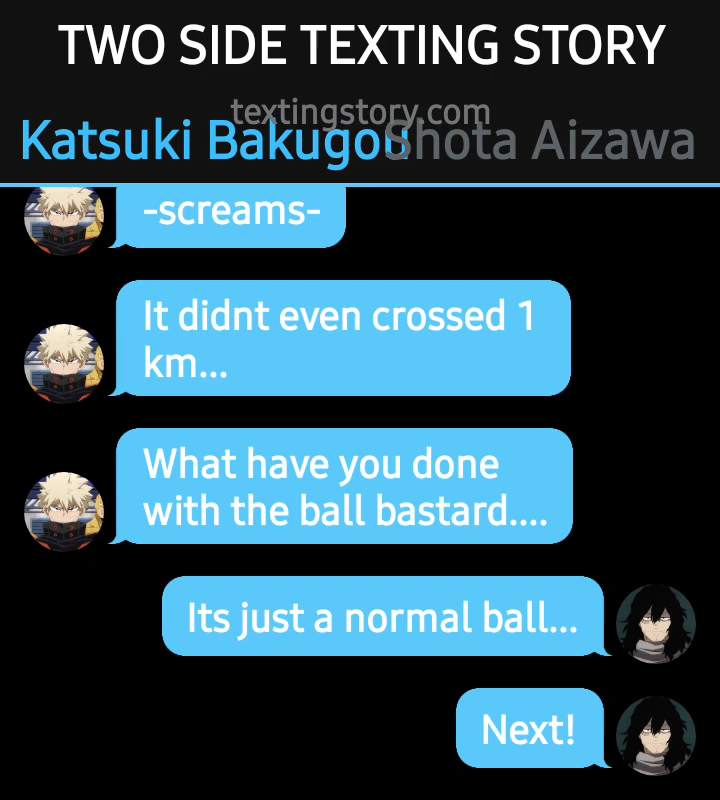 TWO SIDE TEXTING STORY
textingstory.com
Katsuki Bakugou
Shota Aizawa
-screams-
It didnt even crossed 1
km...
What have you done
with the ball bastard....
Its just a normal ball...
Next!